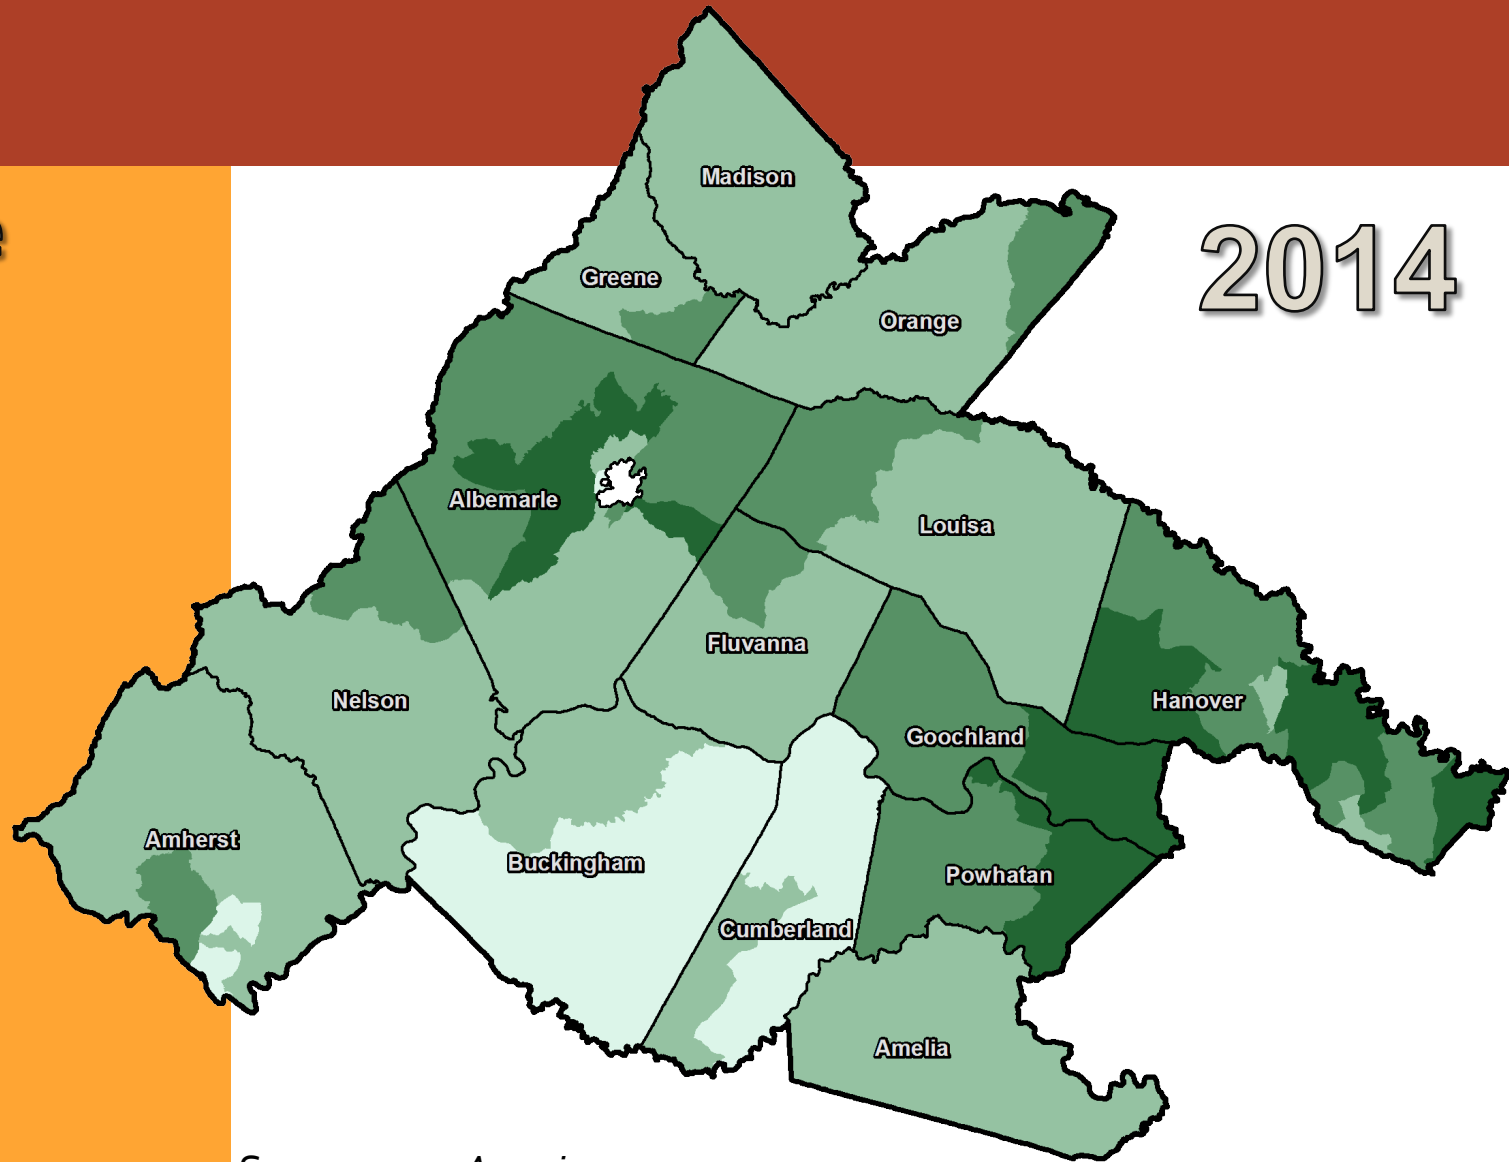 Madison
2014
Greene
Orange
Albemarle
Louisa
Fluvanna
Nelson
Hanover
Goochland
Amherst
Buckingham
Powhatan
Cumberland
Amelia